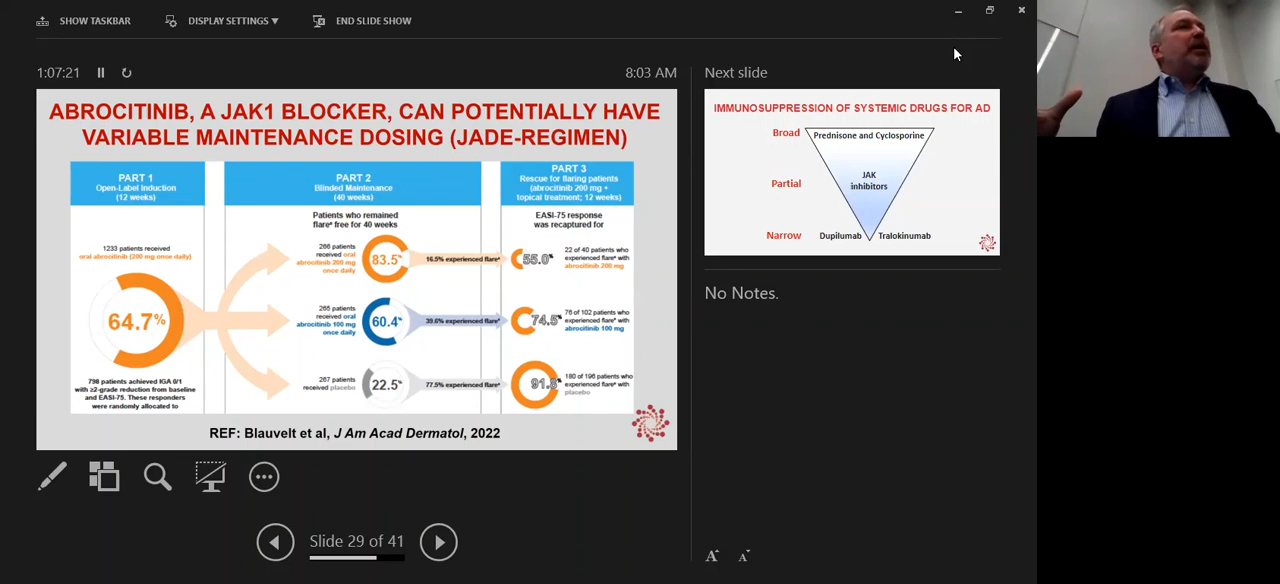 SHOW TASKBAR
DISPLAY SETTINGS ▼
END SLIDE SHOW
1:07:21
8:03 AM
ABROCITINIB, A JAK1 BLOCKER, CAN POTENTIALLY HAVE
VARIABLE MAINTENANCE DOSING (JADE-REGIMEN)
PART 1
Open-Label Induction
(12 weeks)
1233 patients received
oral abrocitinib (200 mg once daily)
64.7%
798 patients achieved IGA 0/1
with ≥2-grade reduction from baseline
and EASI-75. These responders
were randomly allocated to
PART 2
Blinded Maintenance
(40 weeks)
Patients who remained
flareª free for 40 weeks
266 patients
received oral
abrocitinib 200 mg
once daily
83.5%
16.5% experienced flareª
265 patients
received oral
abrocitinib 100 mg
once daily
60.4%
39.6% experienced flareª
267 patients
received placebo
22.5%
77.5% experienced flareª
PART 3
Rescue for flaring patients
(abrocitinib 200 mg +
topical treatment; 12 weeks)
EASI-75 response
was recaptured for
55.0%
22 of 40 patients who
experienced flareª with
abrocitinib 200 mg
74.5%
76 of 102 patients who
experienced flareª with
abrocitinib 100 mg
91.8%
180 of 196 patients who
experienced flareª with
placebo
REF: Blauvelt et al, J Am Acad Dermatol, 2022
Slide 29 of 41
Next slide
IMMUNOSUPPRESSION OF SYSTEMIC DRUGS FOR AD
Broad
Prednisone and Cyclosporine
Partial
JAK
inhibitors
Narrow
Dupilumab
Tralokinumab
No Notes.
A
A